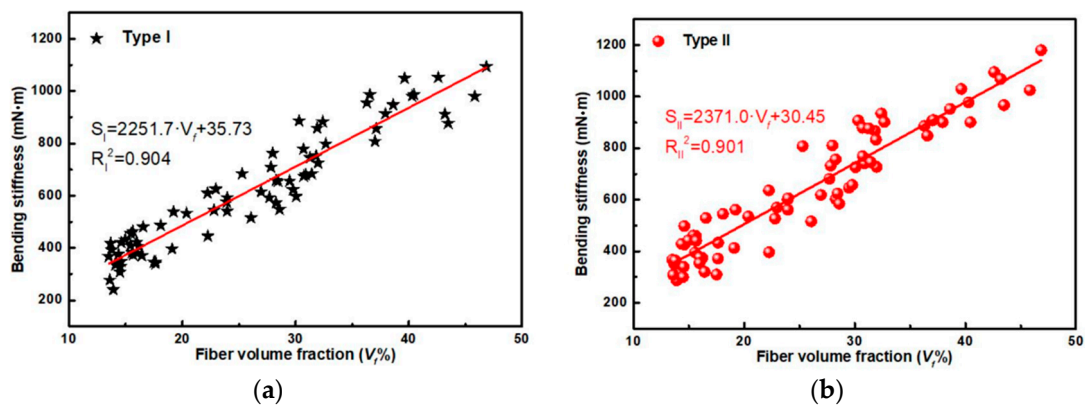 (a)
Type I
S_I=2251.7·V_f+35.73
R_I^2=0.904
Bending stiffness (mN·m)
1200
1000
800
600
400
200
10
20
30
40
50
Fiber volume fraction (V_f%)
(a)
(b)
Type II
S_II=2371.0·V_f+30.45
R_II^2=0.901
Bending stiffness (mN·m)
1200
1000
800
600
400
200
10
20
30
40
50
Fiber volume fraction (V_f%)
(b)